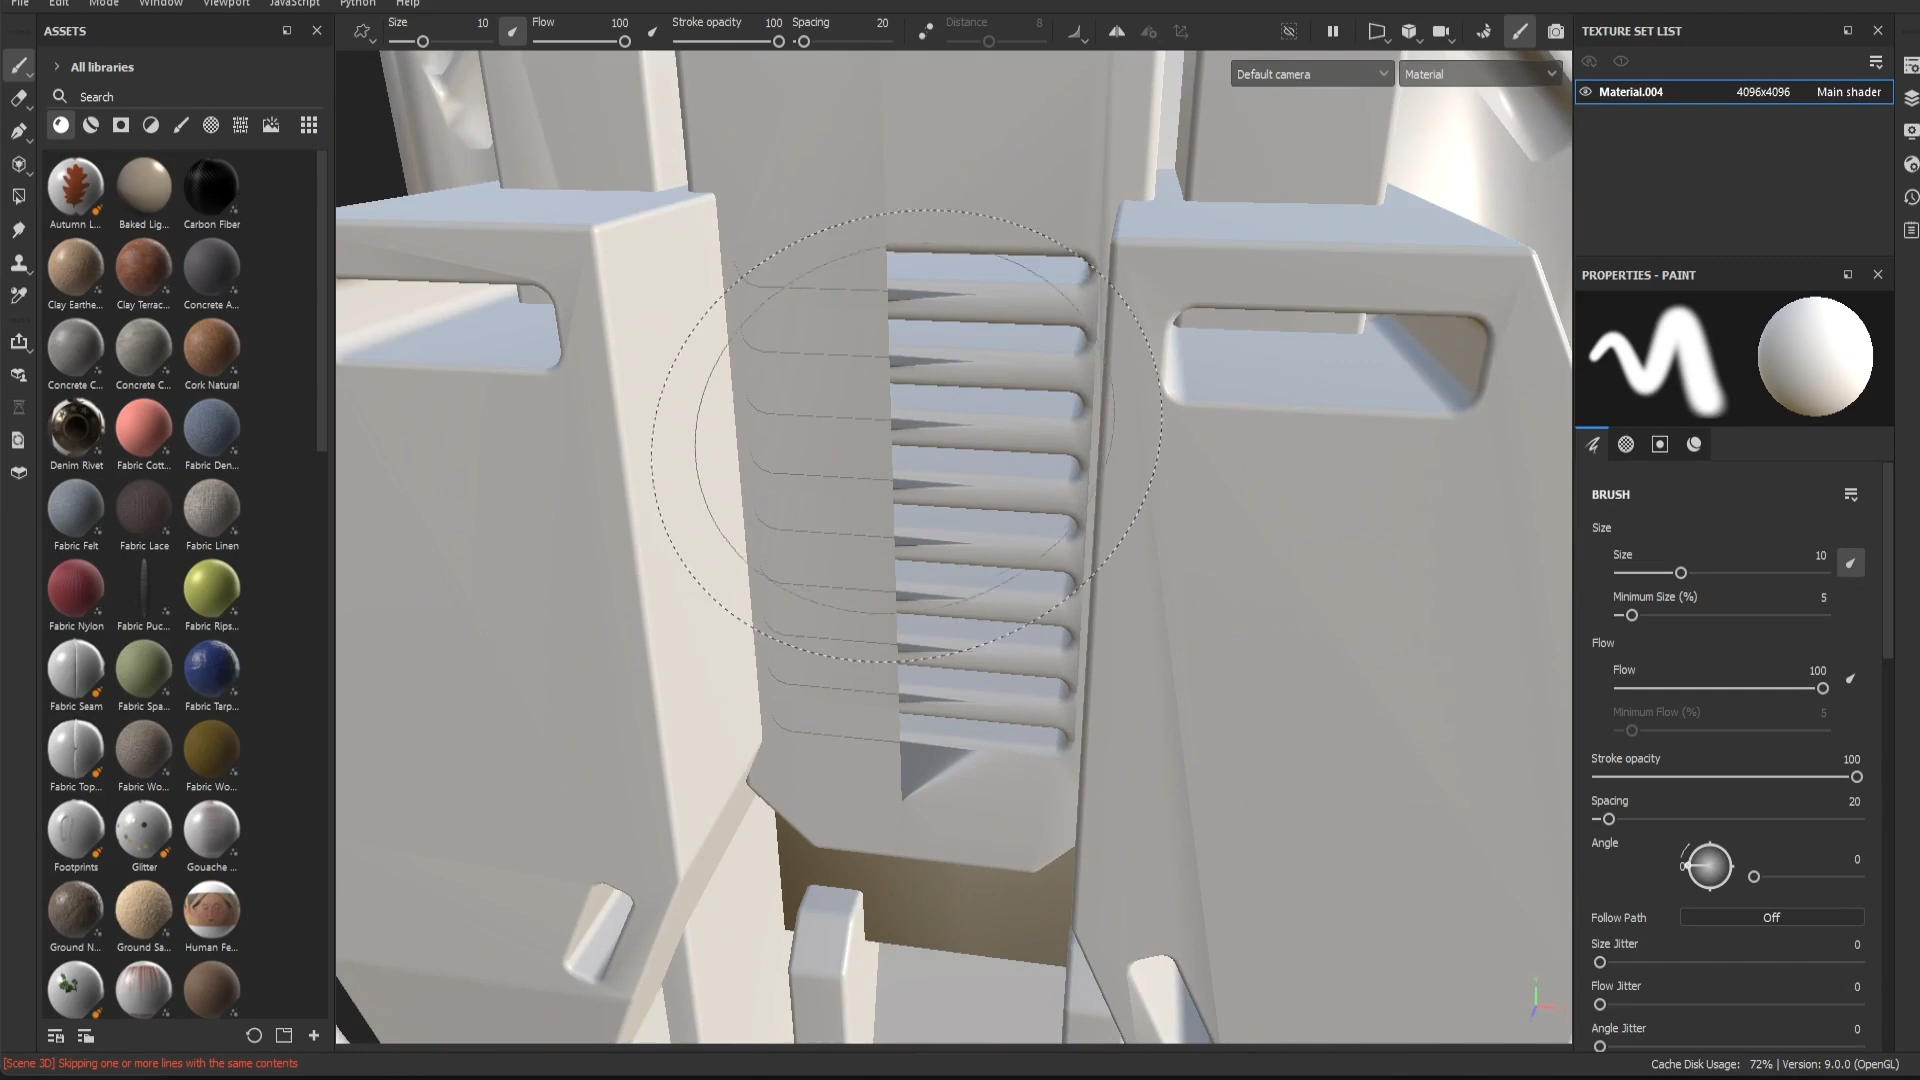 File Edit Mode Window Viewport JavaScript Python Help
ASSETS
All libraries
Search
Autumn L...
Baked Lig...
Carbon Fiber
Clay Earthe...
Clay Terrac...
Concrete A...
Concrete C...
Concrete C...
Cork Natural
Denim Rivet
Fabric Cott...
Fabric Den...
Fabric Felt
Fabric Lace
Fabric Linen
Fabric Nylon
Fabric Puc...
Fabric Rips...
Fabric Seam
Fabric Spa...
Fabric Tarp...
Fabric Top...
Fabric Wo...
Fabric Wo...
Footprints
Glitter
Gouache ...
Ground N...
Ground Sa...
Human Fe...
Size 10
Flow 100
Stroke opacity 100
Spacing 20
Distance 8
Default camera
Material
TEXTURE SET LIST
Material.004 4096x4096 Main shader
PROPERTIES - PAINT
BRUSH
Size
Size 10
Minimum Size (%) 5
Flow
Flow 100
Minimum Flow (%) 5
Stroke opacity 100
Spacing 20
Angle 0
Follow Path Off
Size Jitter 0
Flow Jitter 0
Angle Jitter 0
[Scene 3D] Skipping one or more lines with the same contents
Cache Disk Usage: 72% | Version: 9.0.0 (OpenGL)